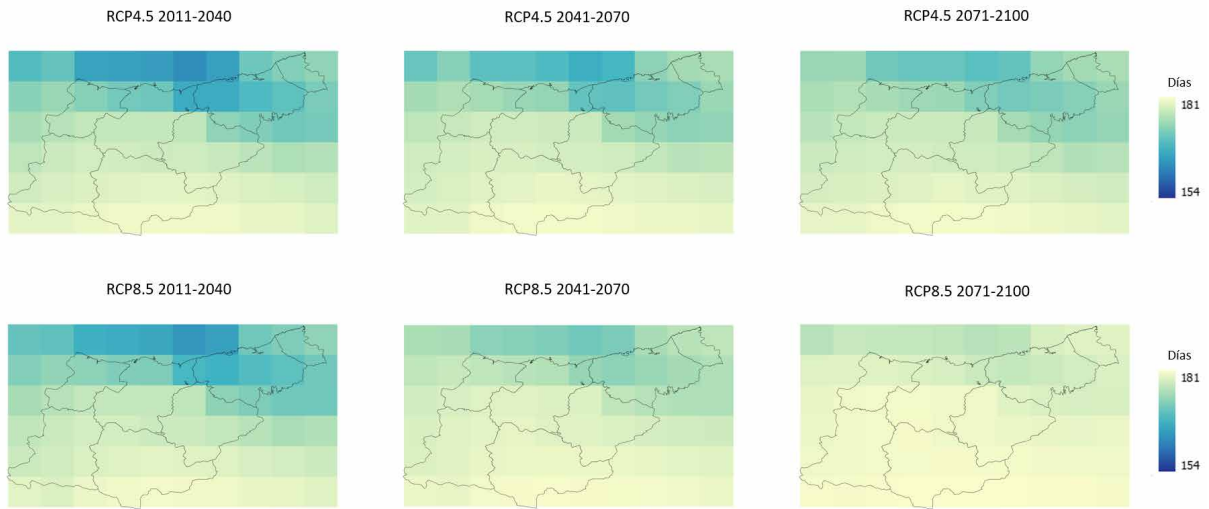 RCP4.5 2011-2040
RCP4.5 2041-2070
RCP4.5 2071-2100
Días
181
154
RCP8.5 2011-2040
RCP8.5 2041-2070
RCP8.5 2071-2100
Días
181
154